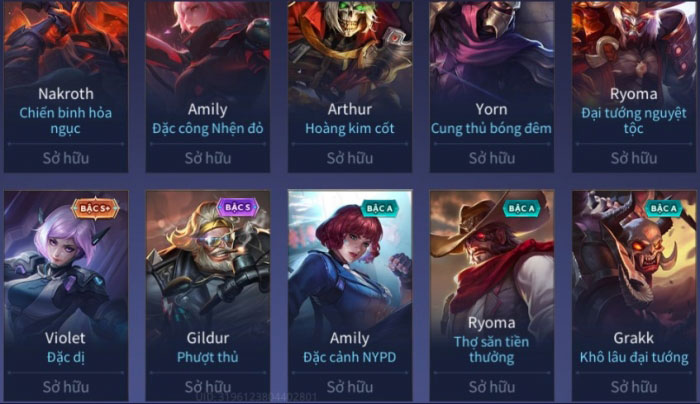 Nakroth
Chiến binh hỏa
ngục
Sở hữu
Amily
Đặc công Nhện đỏ
Sở hữu
Arthur
Hoàng kim cốt
Sở hữu
Yorn
Cung thủ bóng đêm
Sở hữu
Ryoma
Đại tướng nguyệt
tộc
Sở hữu
BẬC S+
Violet
Đặc dị
Sở hữu
BẬC S
Gildur
Phượt thủ
Sở hữu
BẬC A
Amily
Đặc cảnh NYPD
Sở hữu
BẬC A
Ryoma
Thợ săn tiền
thưởng
Sở hữu
BẬC A
Grakk
Khô lâu đại tướng
Sở hữu